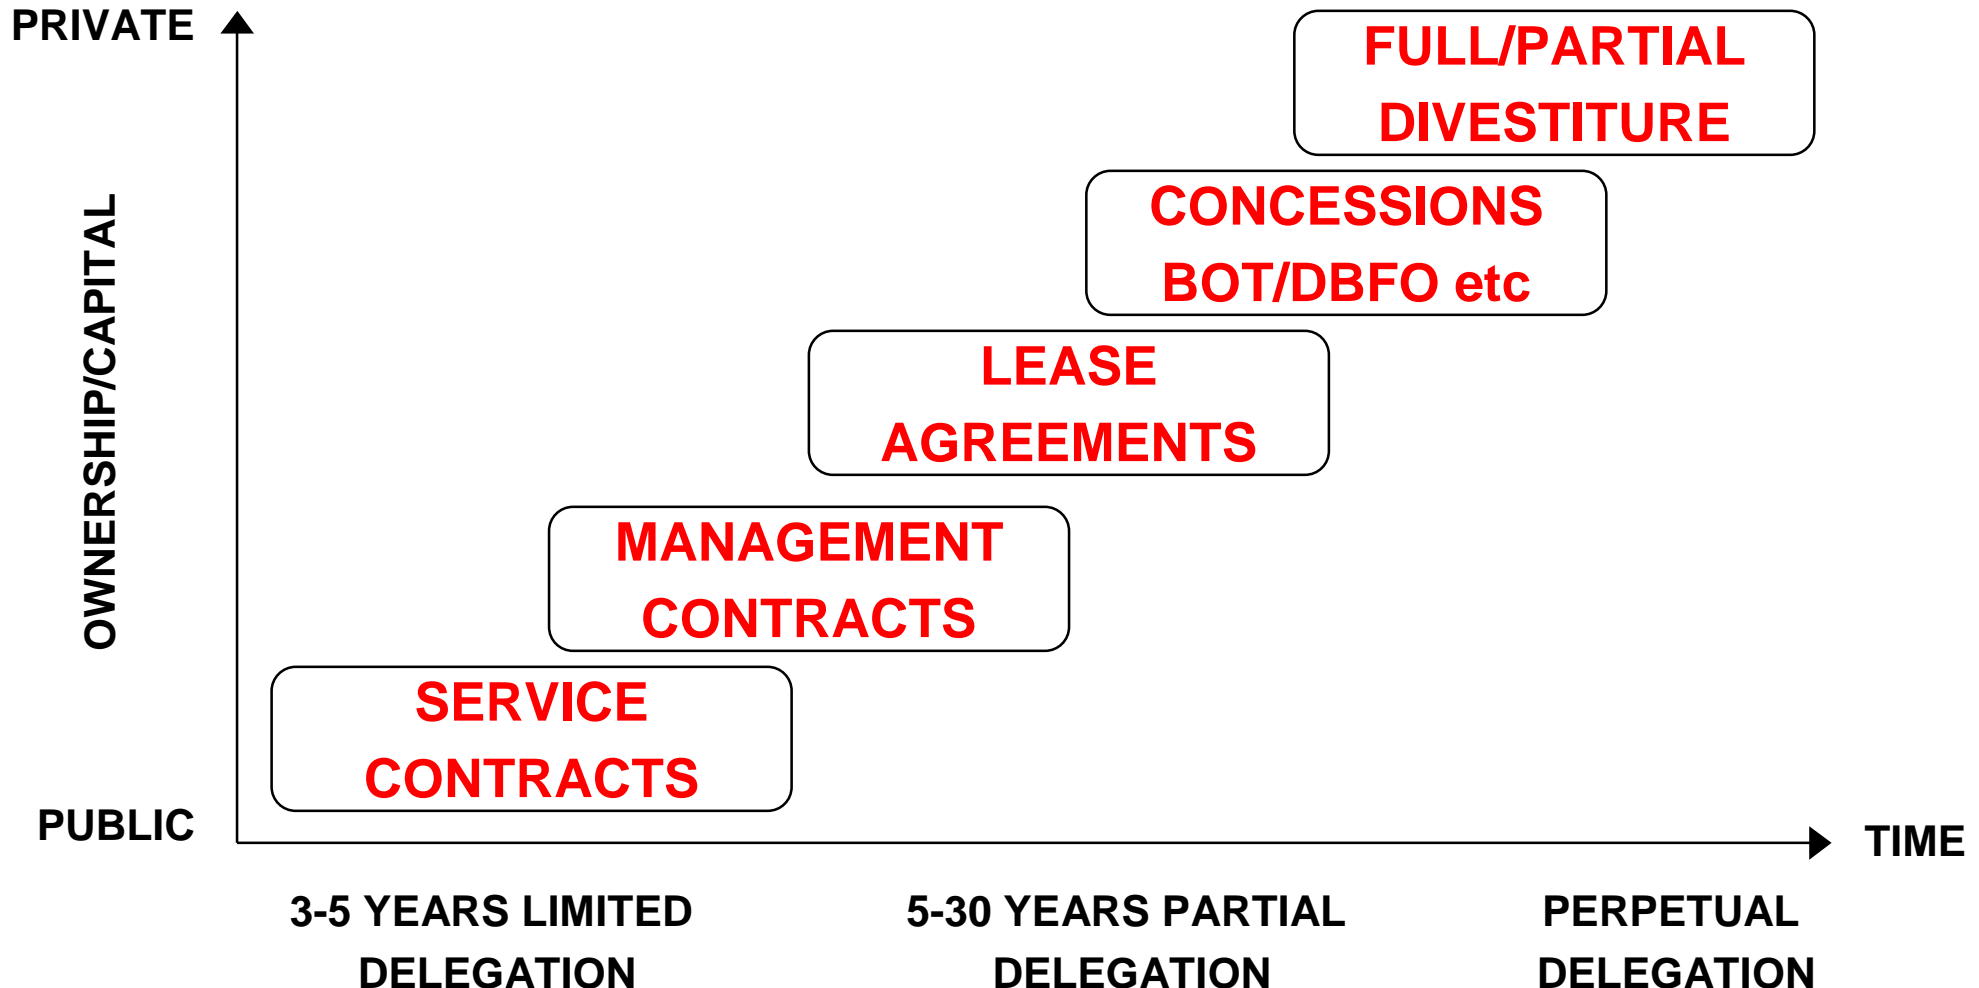 PRIVATE
FULL/PARTIAL
DIVESTITURE
CONCESSIONS
BOT/DBFO etc
OWNERSHIP/CAPITAL
LEASE
AGREEMENTS
MANAGEMENT
CONTRACTS
SERVICE
CONTRACTS
PUBLIC
TIME
3-5 YEARS LIMITED
DELEGATION
5-30 YEARS PARTIAL
DELEGATION
PERPETUAL
DELEGATION